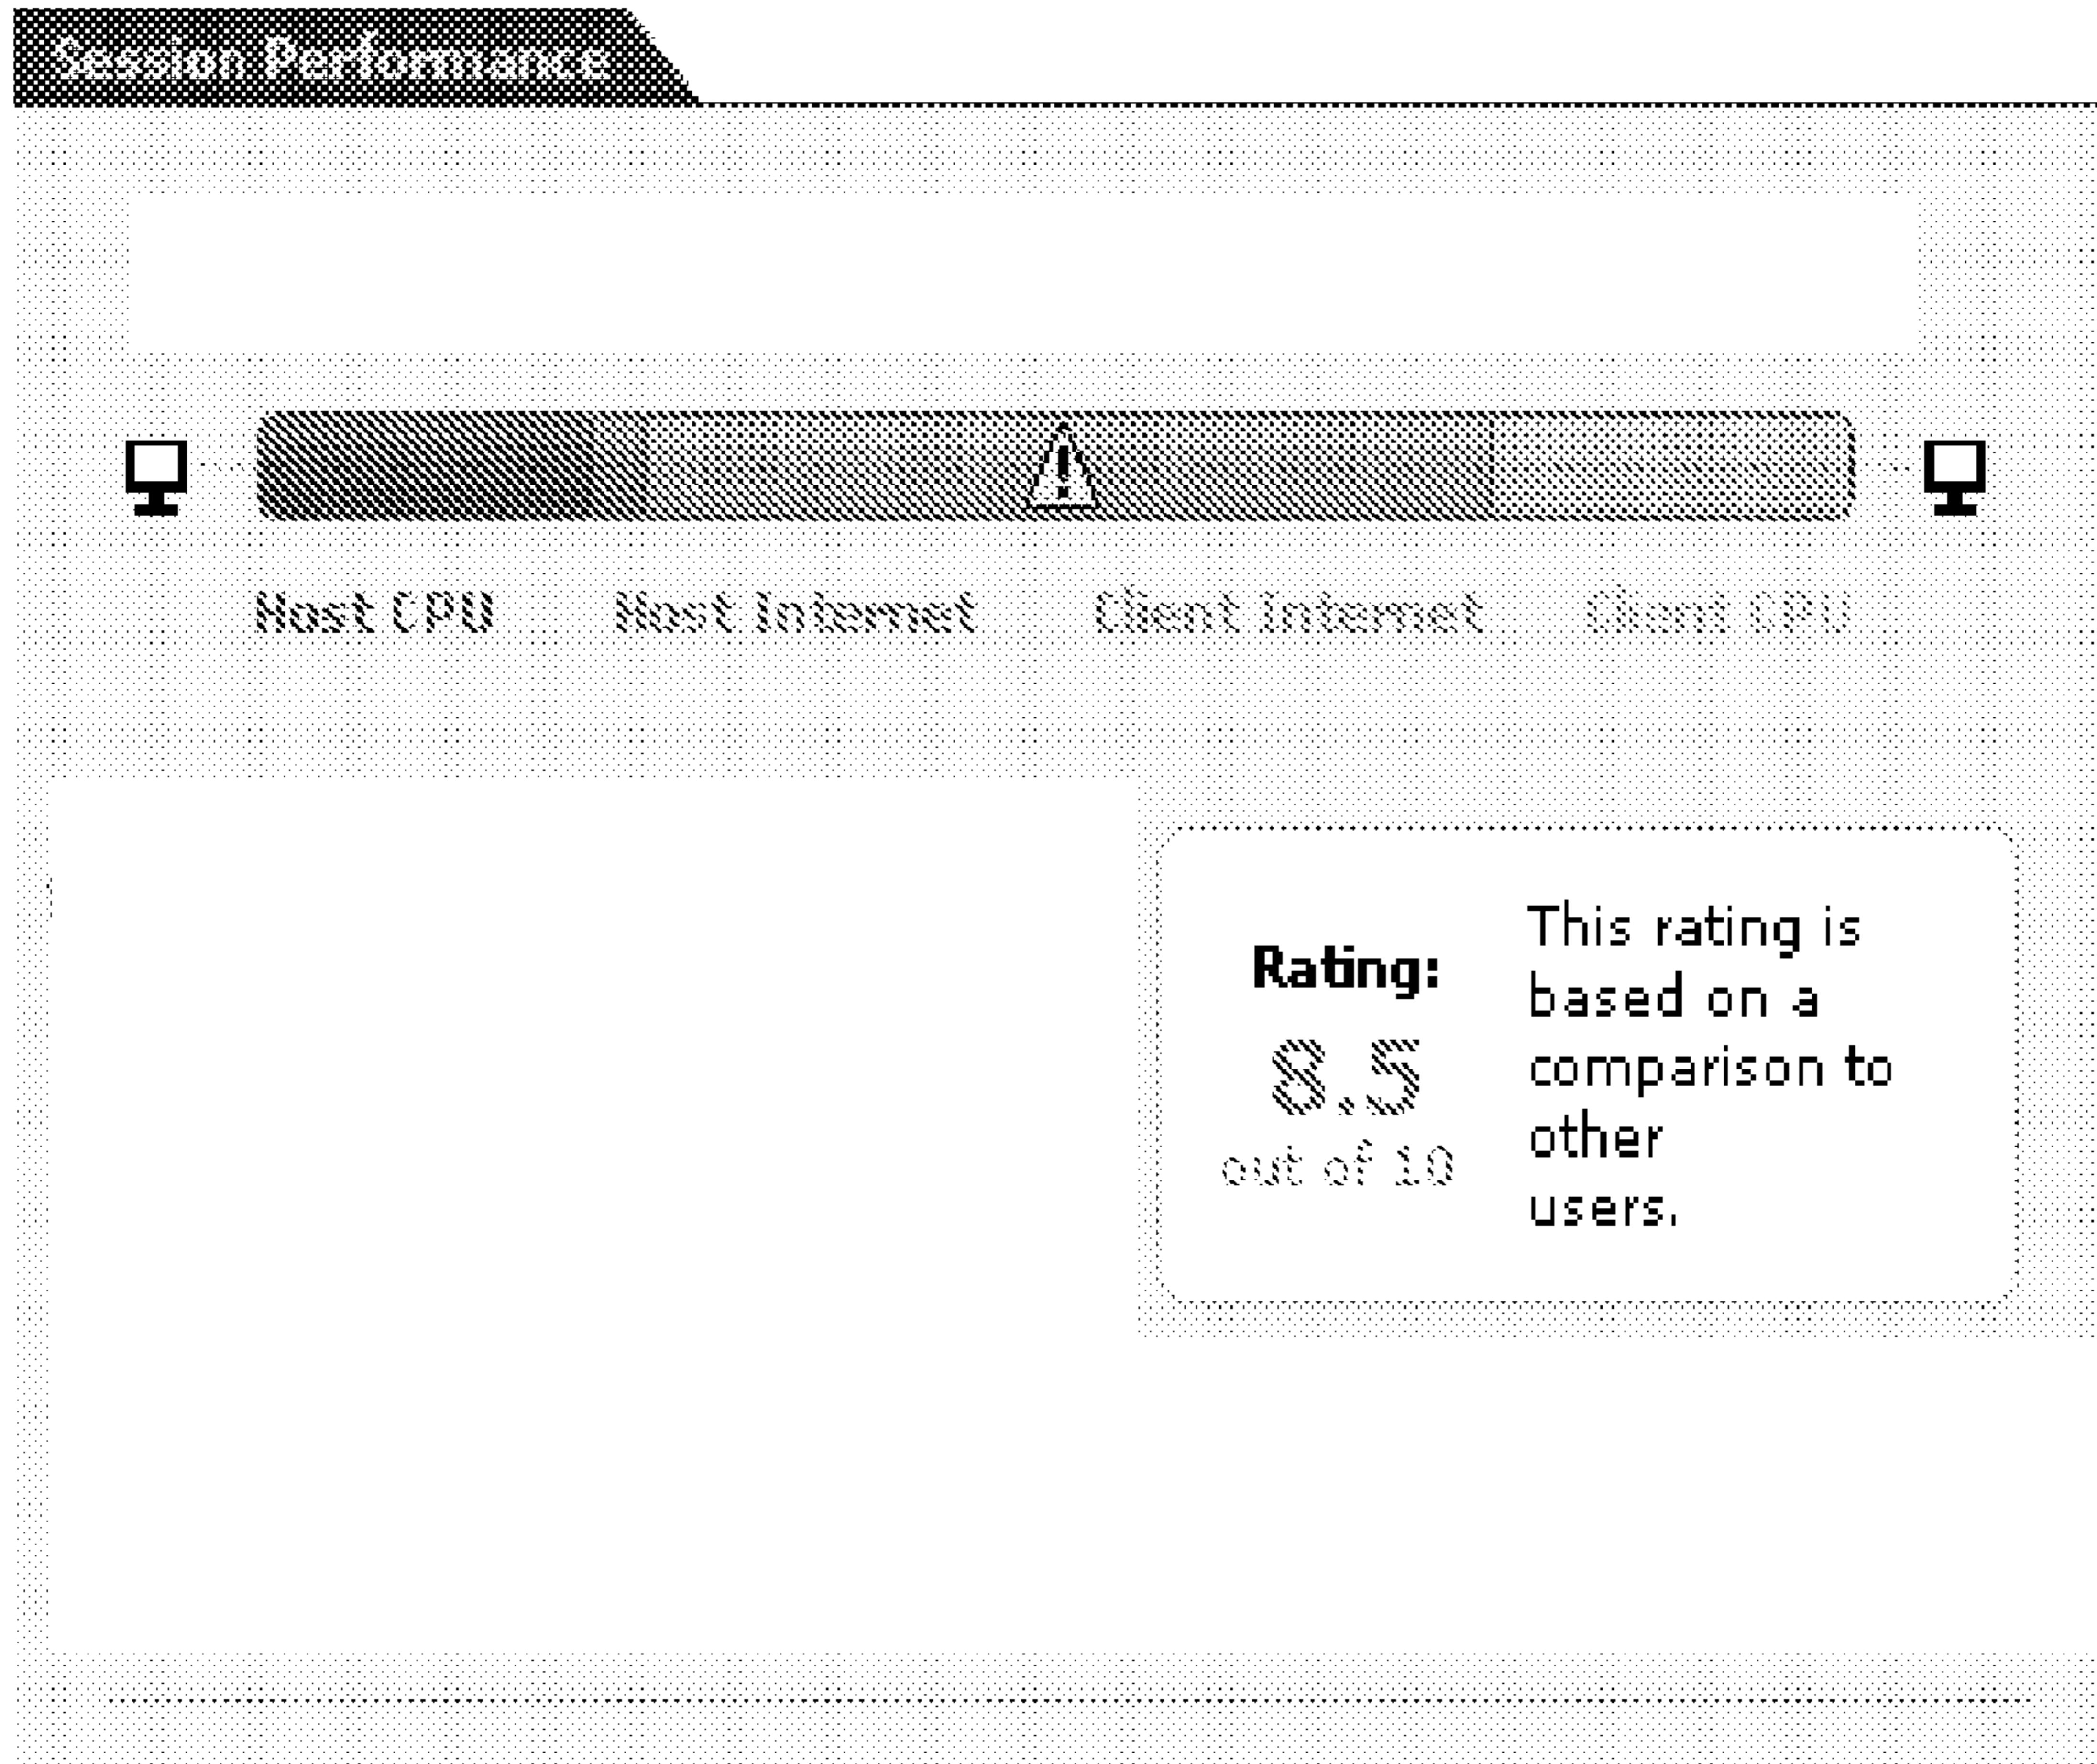 Session Performance
Host CPU Host Internet Client Internet Client CPU
Rating:
8.5
out of 10
This rating is
based on a
comparison to
other
users.